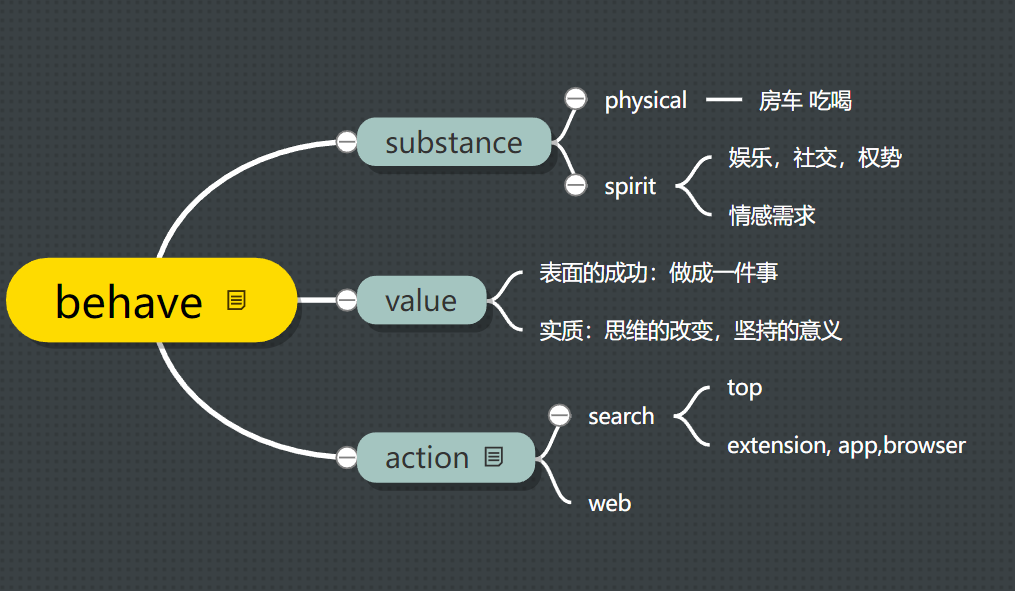 behave
substance
physical
房车 吃喝
spirit
娱乐，社交，权势
情感需求
value
表面的成功：做成一件事
实质：思维的改变，坚持的意义
action
search
top
extension, app,browser
web